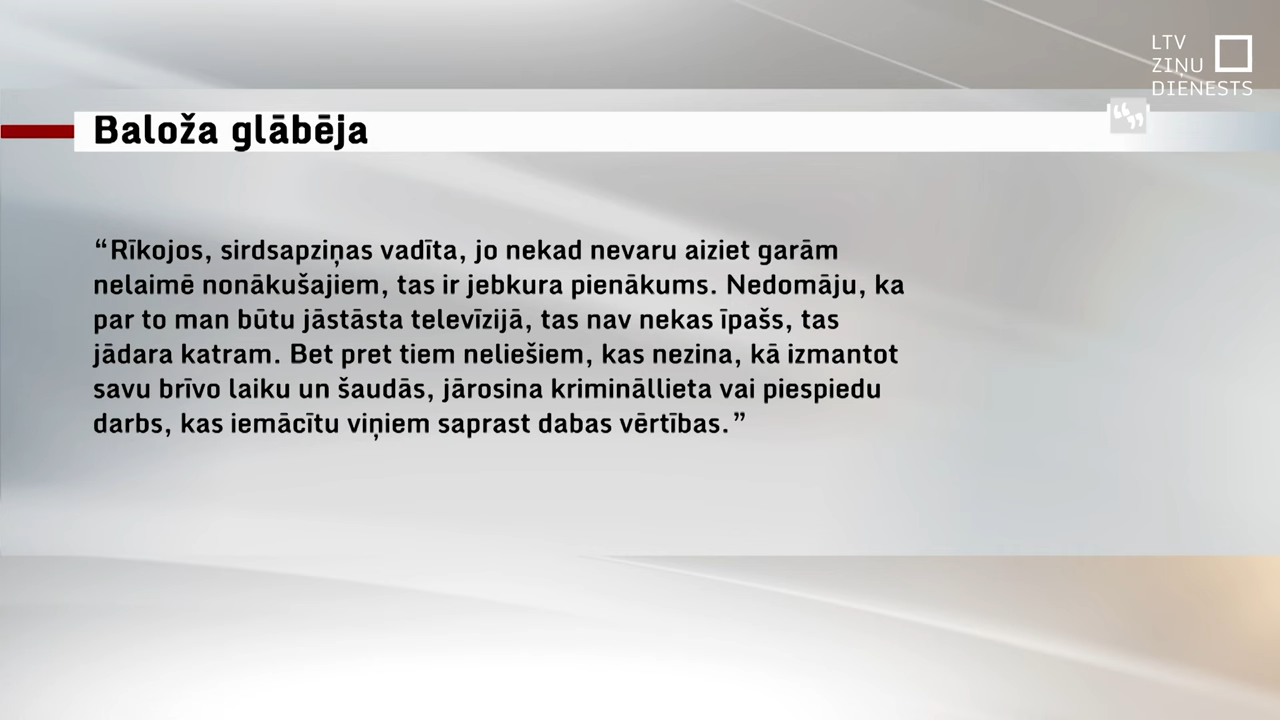 LTV
ZIŅU
DIENESTS
Baloža glābēja
“Rīkojos, sirdsapziņas vadīta, jo nekad nevaru aiziet garām
nelaimē nonākušajiem, tas ir jebkura pienākums. Nedomāju, ka
par to man būtu jāstāsta televīzijā, tas nav nekas īpašs, tas
jādara katram. Bet pret tiem neliešiem, kas nezina, kā izmantot
savu brīvo laiku un šaudās, jārosina krimināllieta vai piespiedu
darbs, kas iemācītu viņiem saprast dabas vērtības.”